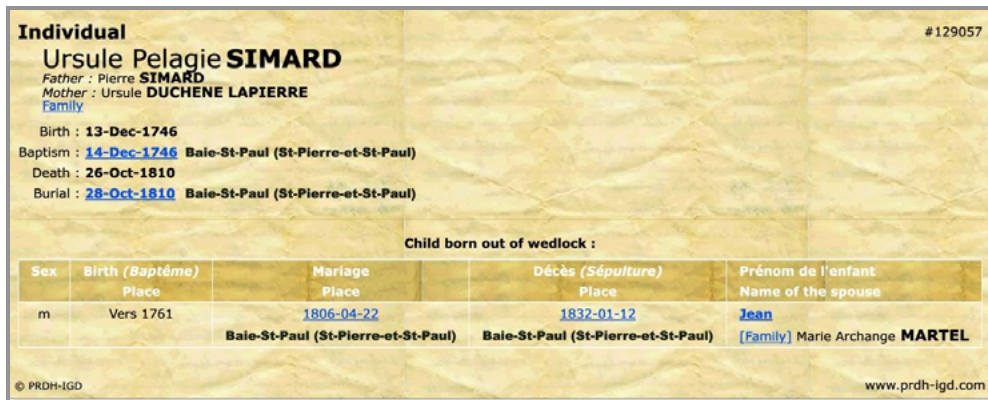 Individual #129057
Ursule Pelagie SIMARD
Father : Pierre SIMARD
Mother : Ursule DUCHENE LAPIERRE
Family
Birth : 13-Dec-1746
Baptism : 14-Dec-1746 Baie-St-Paul (St-Pierre-et-St-Paul)
Death : 26-Oct-1810
Burial : 28-Oct-1810 Baie-St-Paul (St-Pierre-et-St-Paul)
Child born out of wedlock :
Sex Birth (Baptême) Mariage Décès (Sépulture) Prénom de l'enfant
Place Place Place Name of the spouse
m Vers 1761 1806-04-22 1832-01-12 Jean
Baie-St-Paul (St-Pierre-et-St-Paul) Baie-St-Paul (St-Pierre-et-St-Paul) [Family] Marie Archange MARTEL
© PRDH-IGD www.prdh-igd.com